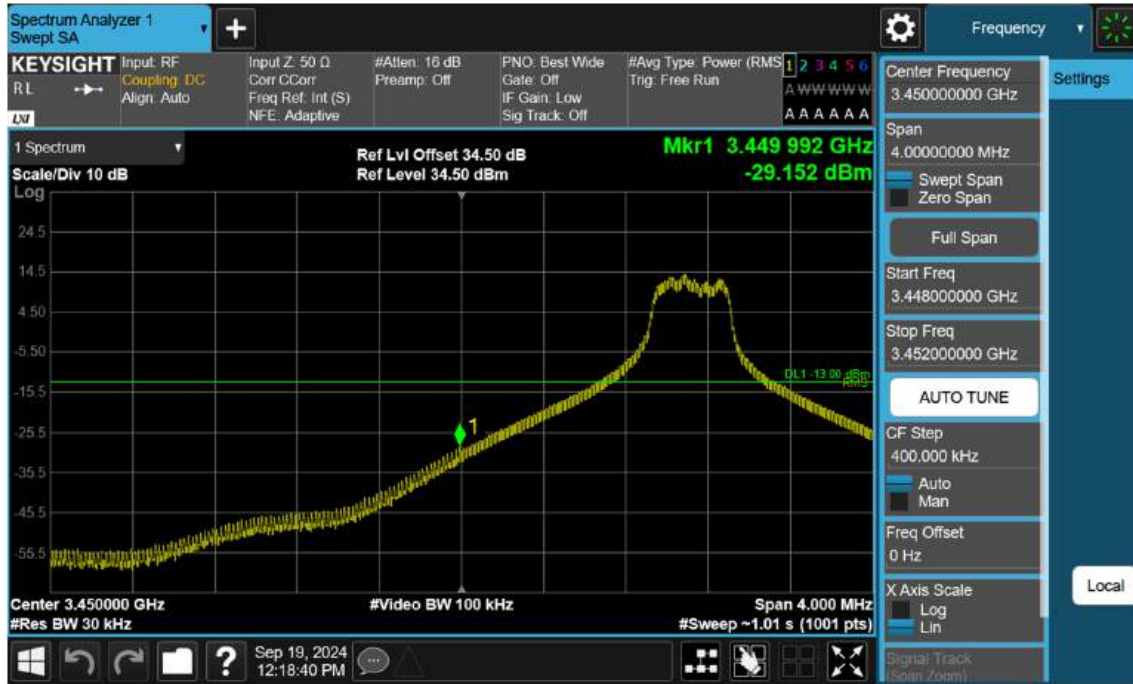 Spectrum Analyzer 1
Swept SA
Frequency
KEYSIGHT
RL
LXI
Input: RF
Coupling: DC
Align: Auto
Input Z: 50 Ω
Corr CCorr
Freq Ref: Int (S)
NFE: Adaptive
#Atten: 16 dB
Preamp: Off
PNO: Best Wide
Gate: Off
IF Gain: Low
Sig Track: Off
#Avg Type: Power (RMS
Trig: Free Run
1 2 3 4 5 6
A W W W W W
A A A A A A
1 Spectrum
Scale/Div 10 dB
Ref Lvl Offset 34.50 dB
Ref Level 34.50 dBm
Mkr1 3.449 992 GHz
-29.152 dBm
Log
24.5
14.5
4.50
-5.50
-15.5
-25.5
-35.5
-45.5
-55.5
DL1 -13.00 dBm
RMS
1
Center 3.450000 GHz
#Res BW 30 kHz
#Video BW 100 kHz
Span 4.000 MHz
#Sweep ~1.01 s (1001 pts)
Sep 19, 2024
12:18:40 PM
Center Frequency
3.450000000 GHz
Span
4.00000000 MHz
Swept Span
Zero Span
Full Span
Start Freq
3.448000000 GHz
Stop Freq
3.452000000 GHz
AUTO TUNE
CF Step
400.000 kHz
Auto
Man
Freq Offset
0 Hz
X Axis Scale
Log
Lin
Signal Track
(Span Zoom)
Settings
Local